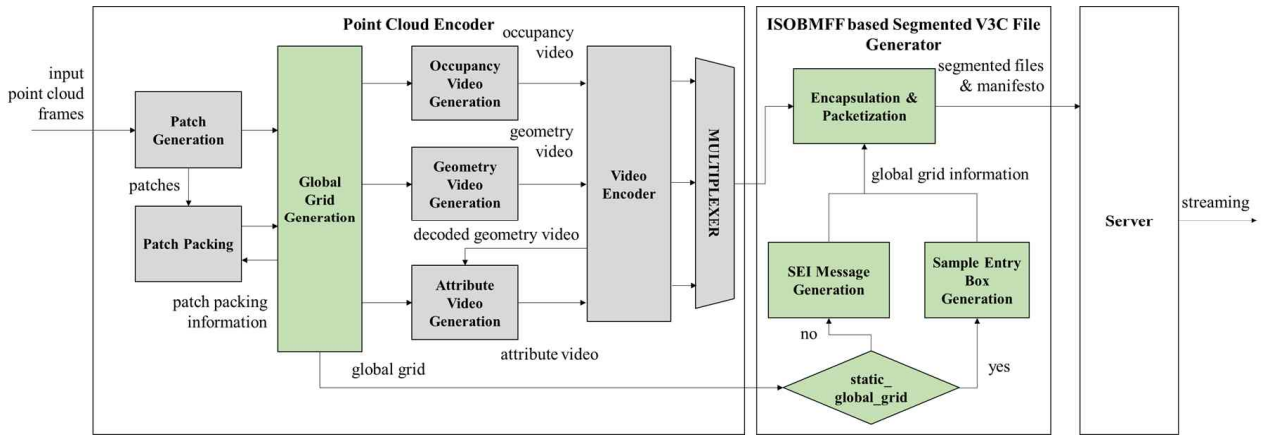 Point Cloud Encoder
ISOBMFF based Segmented V3C File
Generator
input
point cloud
frames
Patch
Generation
patches
Patch Packing
patch packing
information
Global
Grid
Generation
global grid
Occupancy
Video
Generation
occupancy
video
Geometry
Video
Generation
geometry
video
decoded geometry video
Attribute
Video
Generation
attribute video
Video
Encoder
MULTIPLEXER
Encapsulation &
Packetization
segmented files
& manifesto
global grid information
SEI Message
Generation
Sample Entry
Box
Generation
no
yes
static_
global_grid
Server
streaming